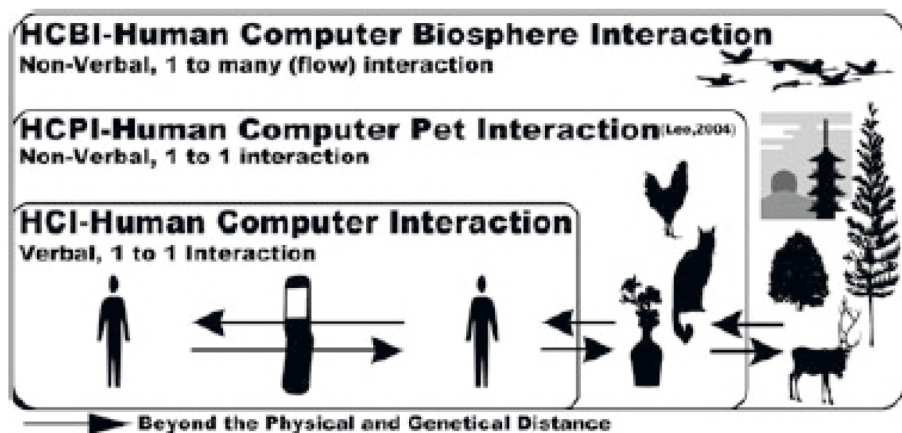 HCBI-Human Computer Biosphere Interaction
Non-Verbal, 1 to many (flow) interaction
HCPI-Human Computer Pet Interaction(Lee,2004)
Non-Verbal, 1 to 1 interaction
HCI-Human Computer Interaction
Verbal, 1 to 1 Interaction
Beyond the Physical and Genetical Distance